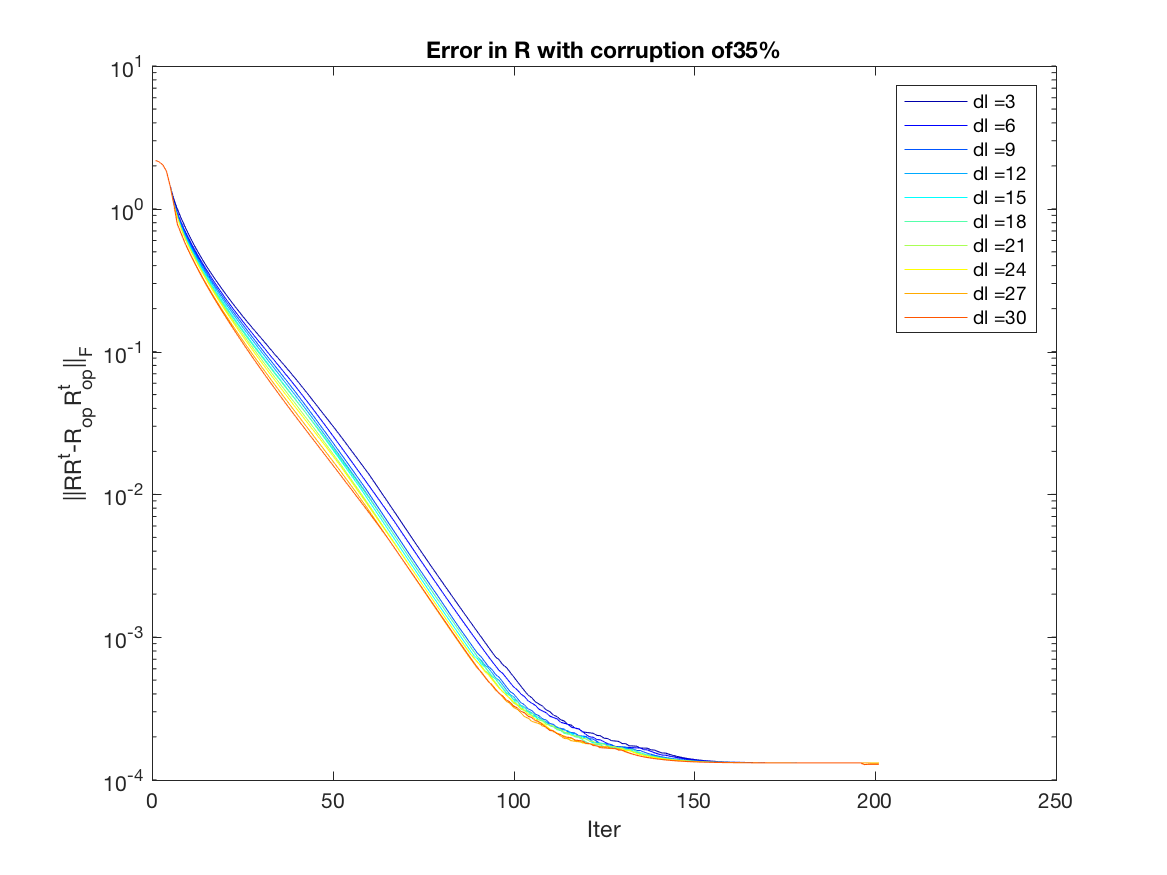 Error in R with corruption of35%
10^1
10^0
10^-1
10^-2
10^-3
10^-4
||RR^t-R_op R^t_op||_F
dl =3
dl =6
dl =9
dl =12
dl =15
dl =18
dl =21
dl =24
dl =27
dl =30
0 50 100 150 200 250
Iter